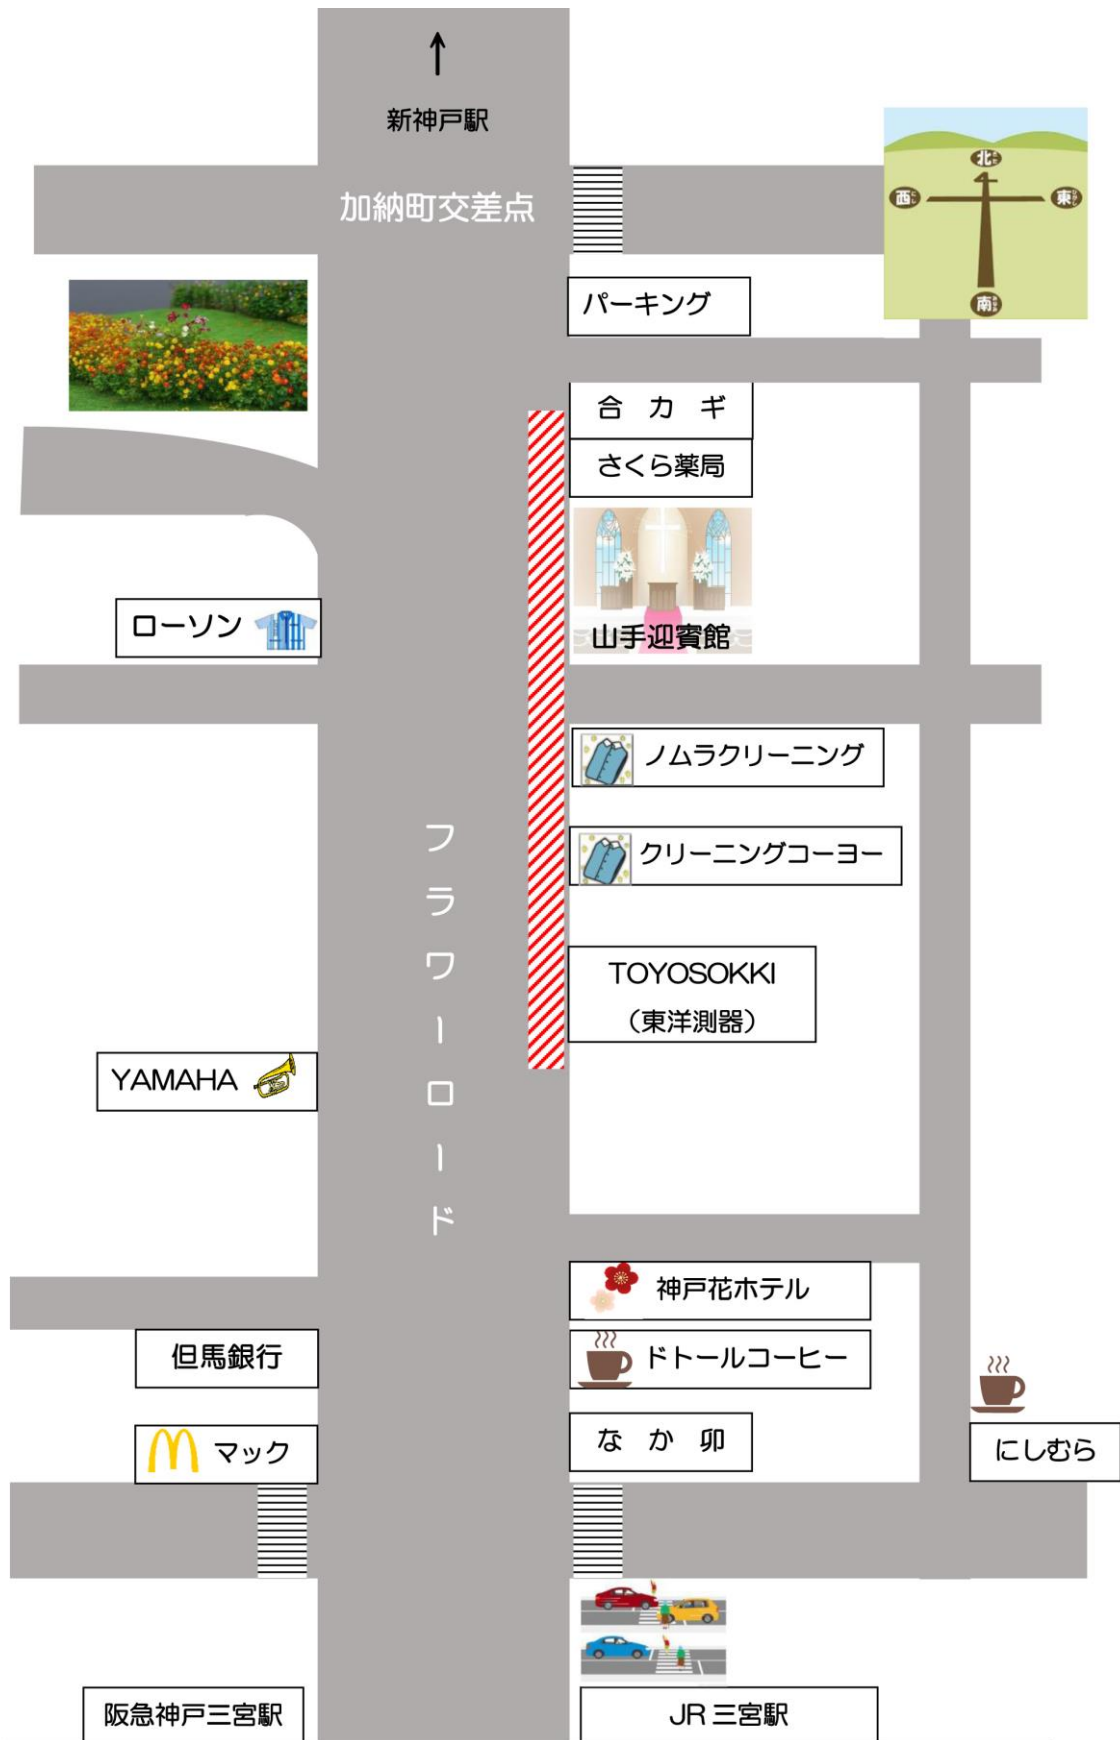 新神戸駅
加納町交差点
北
西
東
南
パーキング
合カギ
さくら薬局
山手迎賓館
ローソン
ノムラクリーニング
クリーニングコーヨー
フラワーロード
TOYOSOKKI
(東洋測器)
YAMAHA
神戸花ホテル
但馬銀行
ドトールコーヒー
マック
なか卯
にしむら
阪急神戸三宮駅
JR三宮駅